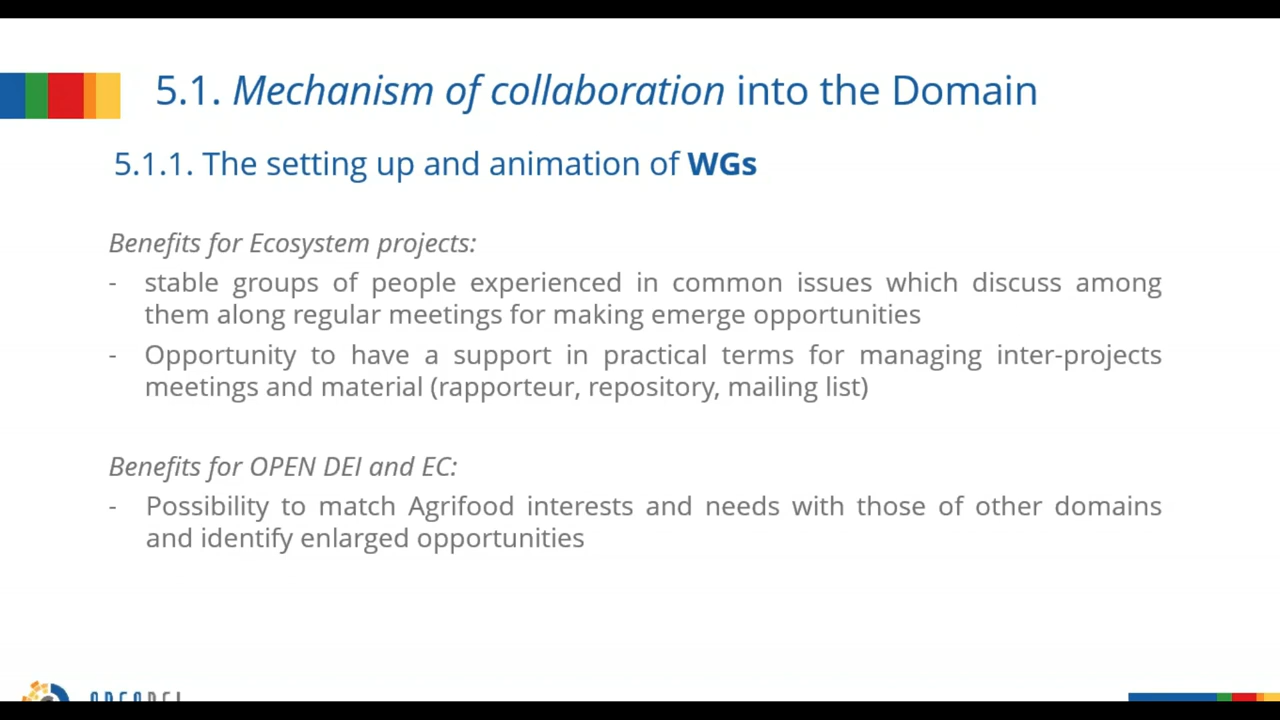 5.1. Mechanism of collaboration into the Domain
5.1.1. The setting up and animation of WGs
Benefits for Ecosystem projects:
- stable groups of people experienced in common issues which discuss among
them along regular meetings for making emerge opportunities
- Opportunity to have a support in practical terms for managing inter-projects
meetings and material (rapporteur, repository, mailing list)
Benefits for OPEN DEI and EC:
- Possibility to match Agrifood interests and needs with those of other domains
and identify enlarged opportunities